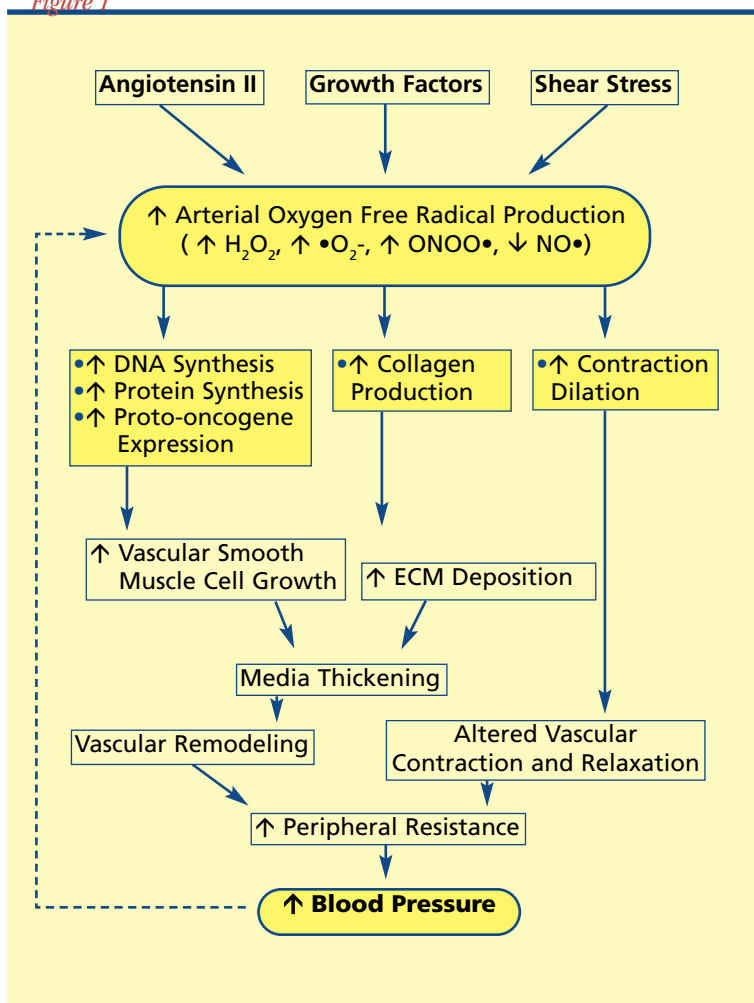 Figure 1
Angiotensin II
Growth Factors
Shear Stress
↑ Arterial Oxygen Free Radical Production
( ↑ H₂O₂, ↑ •O₂-, ↑ ONOO•, ↓ NO•)
•↑ DNA Synthesis
•↑ Protein Synthesis
•↑ Proto-oncogene
Expression
•↑ Collagen
Production
•↑ Contraction
Dilation
↑ Vascular Smooth
Muscle Cell Growth
↑ ECM Deposition
Media Thickening
Vascular Remodeling
Altered Vascular
Contraction and Relaxation
↑ Peripheral Resistance
↑ Blood Pressure